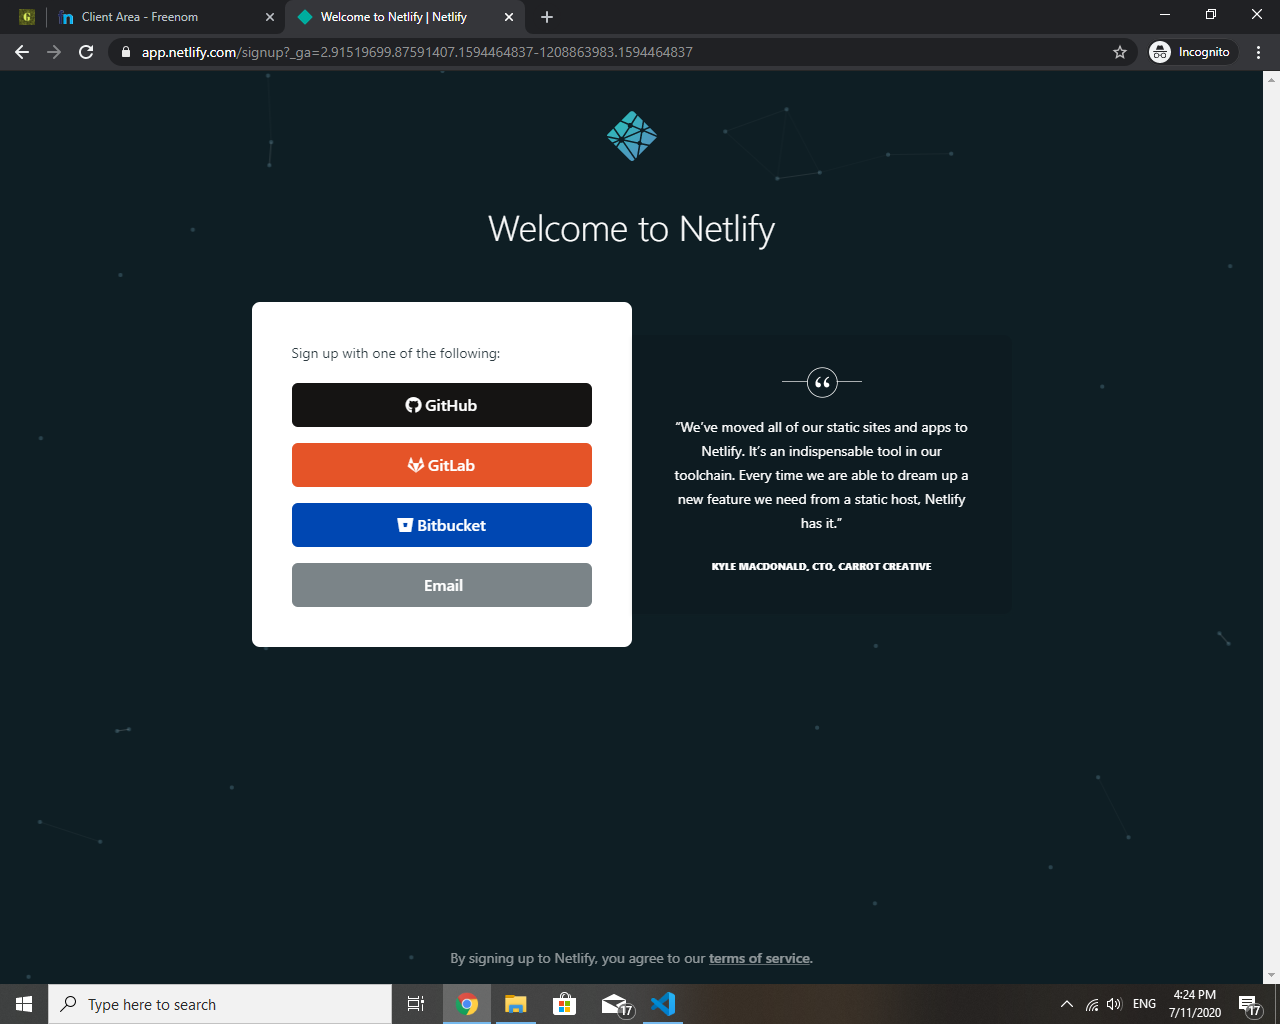 G
Client Area - Freenom
Welcome to Netlify | Netlify
app.netlify.com/signup?_ga=2.91519699.87591407.1594464837-1208863983.1594464837
Incognito
Welcome to Netlify
Sign up with one of the following:
GitHub
GitLab
Bitbucket
Email
“We’ve moved all of our static sites and apps to
Netlify. It’s an indispensable tool in our
toolchain. Every time we are able to dream up a
new feature we need from a static host, Netlify
has it.”
KYLE MACDONALD, CTO, CARROT CREATIVE
By signing up to Netlify, you agree to our terms of service.
Type here to search
17
ENG
4:24 PM
7/11/2020
17